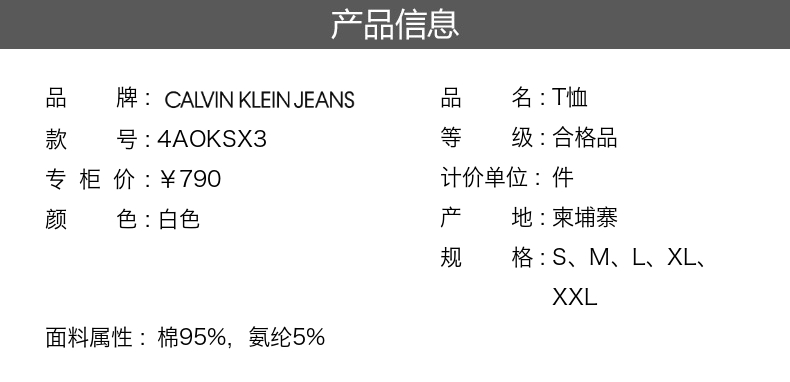 产品信息
品 牌： CALVIN KLEIN JEANS
款 号：4AOKSX3
专 柜 价：￥790
颜 色：白色
品 名：T恤
等 级：合格品
计价单位：件
产 地：柬埔寨
规 格：S、M、L、XL、
XXL
面料属性：棉95%，氨纶5%